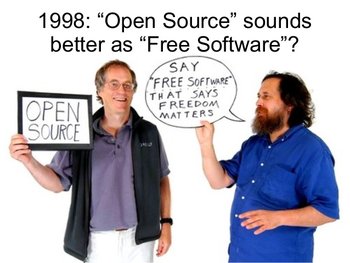 1998: “Open Source” sounds
better as “Free Software”?
OPEN
SOURCE
SAY
"FREE SOFTWARE"
THAT SAYS
FREEDOM
MATTERS